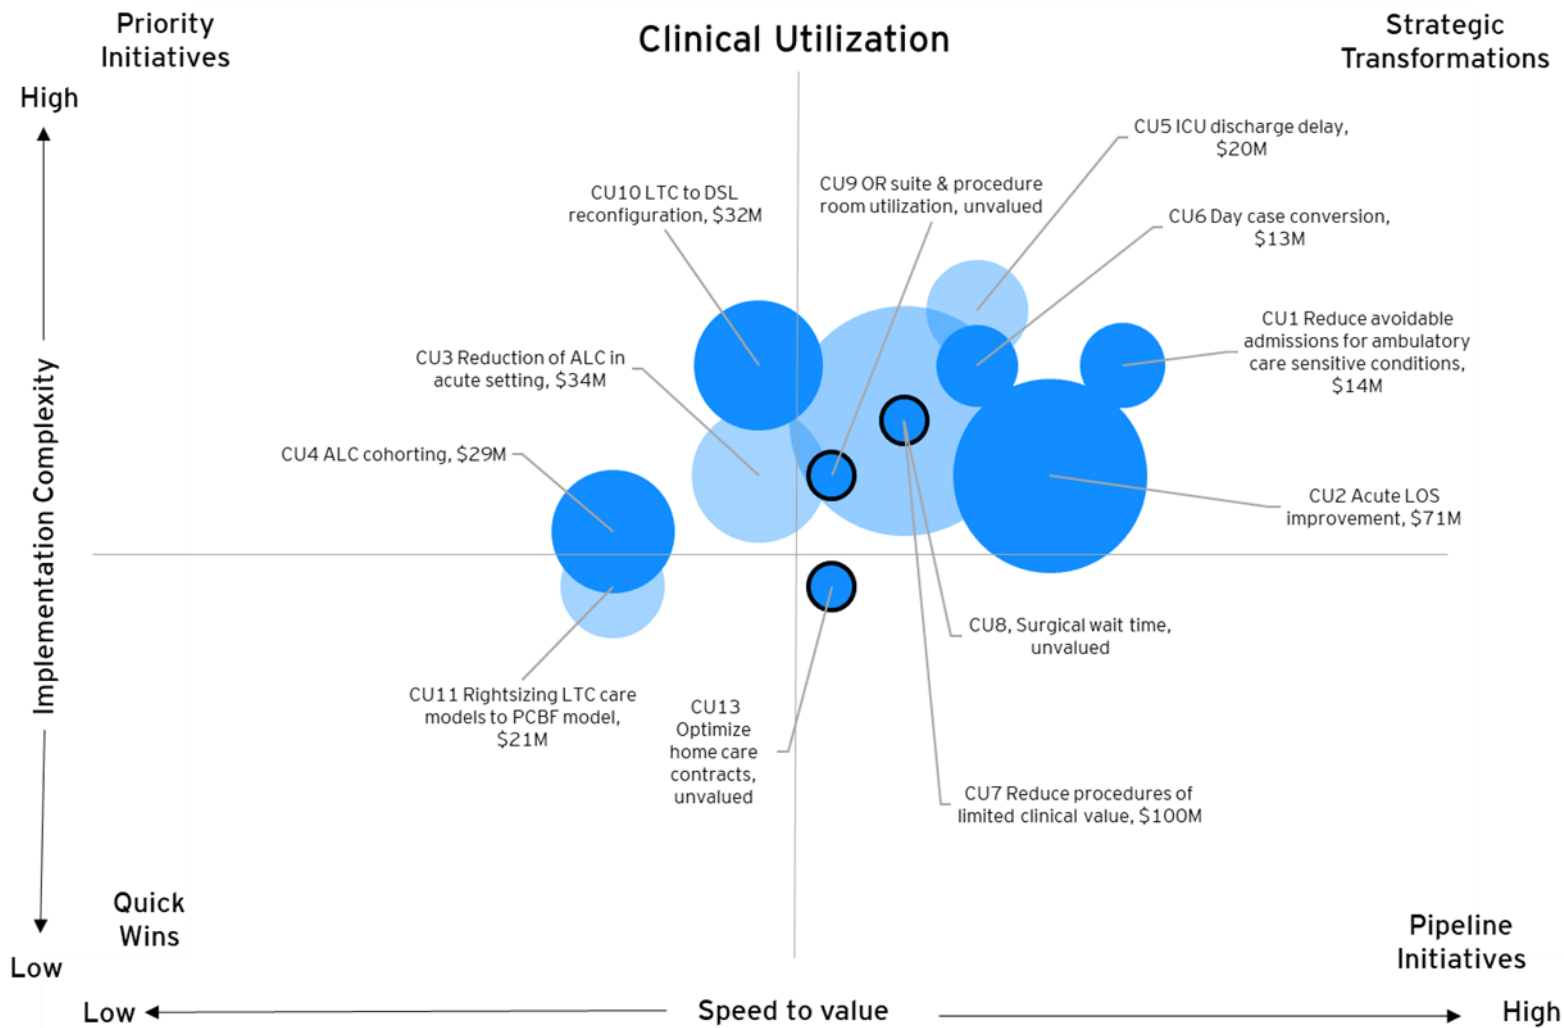 Priority
Initiatives
Clinical Utilization
Strategic
Transformations
High
CU5 ICU discharge delay,
$20M
CU9 OR suite & procedure
room utilization, unvalued
CU10 LTC to DSL
reconfiguration, $32M
CU6 Day case conversion,
$13M
CU1 Reduce avoidable
admissions for ambulatory
care sensitive conditions,
$14M
CU3 Reduction of ALC in
acute setting, $34M
CU4 ALC cohorting, $29M
CU2 Acute LOS
improvement, $71M
Implementation Complexity
CU8, Surgical wait time,
unvalued
CU11 Rightsizing LTC care
models to PCBF model,
$21M
CU13
Optimize
home care
contracts,
unvalued
CU7 Reduce procedures of
limited clinical value, $100M
Quick
Wins
Pipeline
Initiatives
Low
Low
Speed to value
High